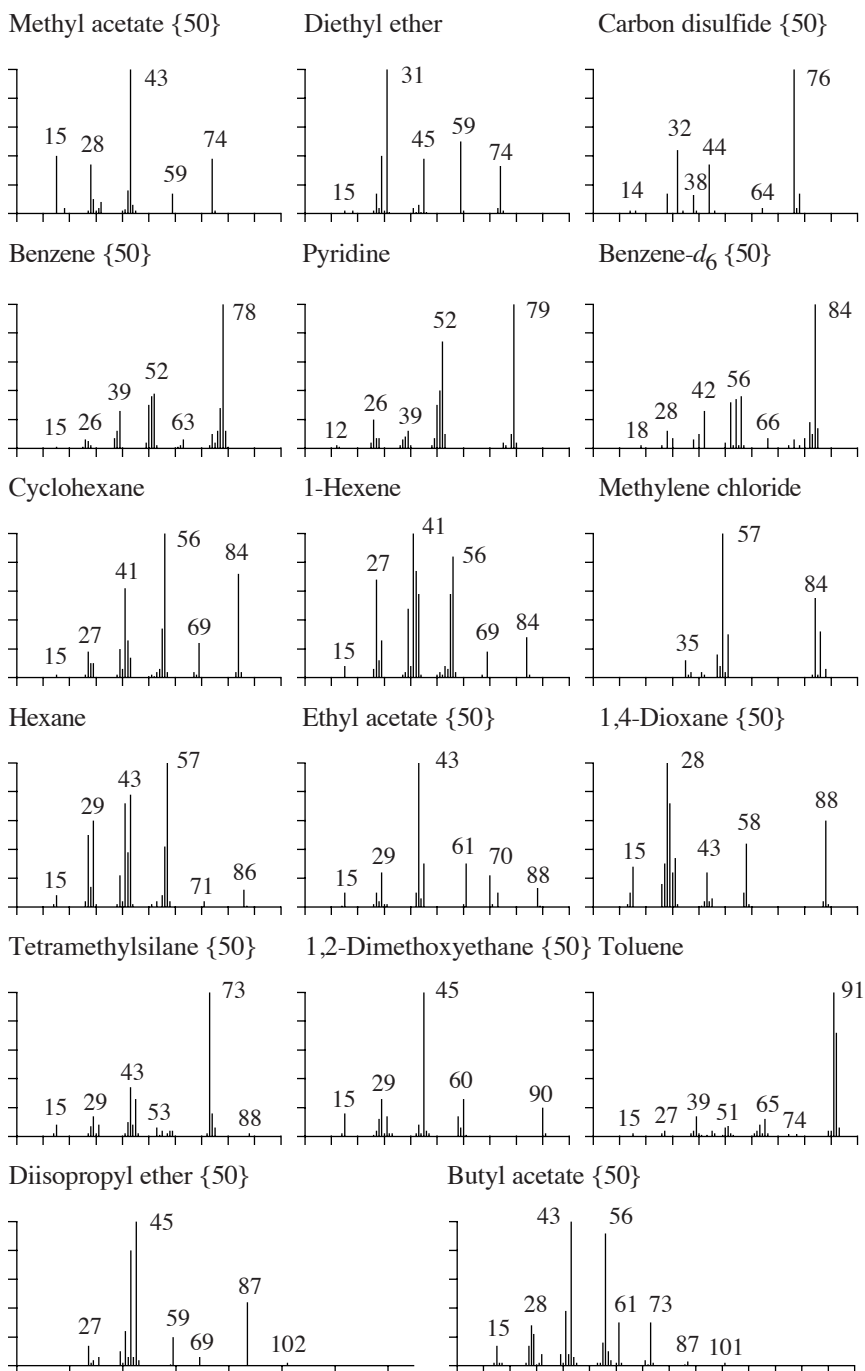 Methyl acetate {50} Diethyl ether Carbon disulfide {50}
43 31 76
15 28 59 74
15 45 59 74
14 32 38 44 64
Benzene {50} Pyridine Benzene-d6 {50}
78 79 84
15 26 39 52 63
12 26 39 52
18 28 42 56 66
Cyclohexane 1-Hexene Methylene chloride
56 41 57
15 27 41 69 84
15 27 56 69 84
35 84
Hexane Ethyl acetate {50} 1,4-Dioxane {50}
57 43 28
15 29 43 71 86
15 29 61 70 88
15 43 58 88
Tetramethylsilane {50} 1,2-Dimethoxyethane {50} Toluene
73 45 91
15 29 43 53 88
15 29 60 90
15 27 39 51 65 74
Diisopropyl ether {50} Butyl acetate {50}
45 43 56
27 59 69 87 102
15 28 61 73 87 101